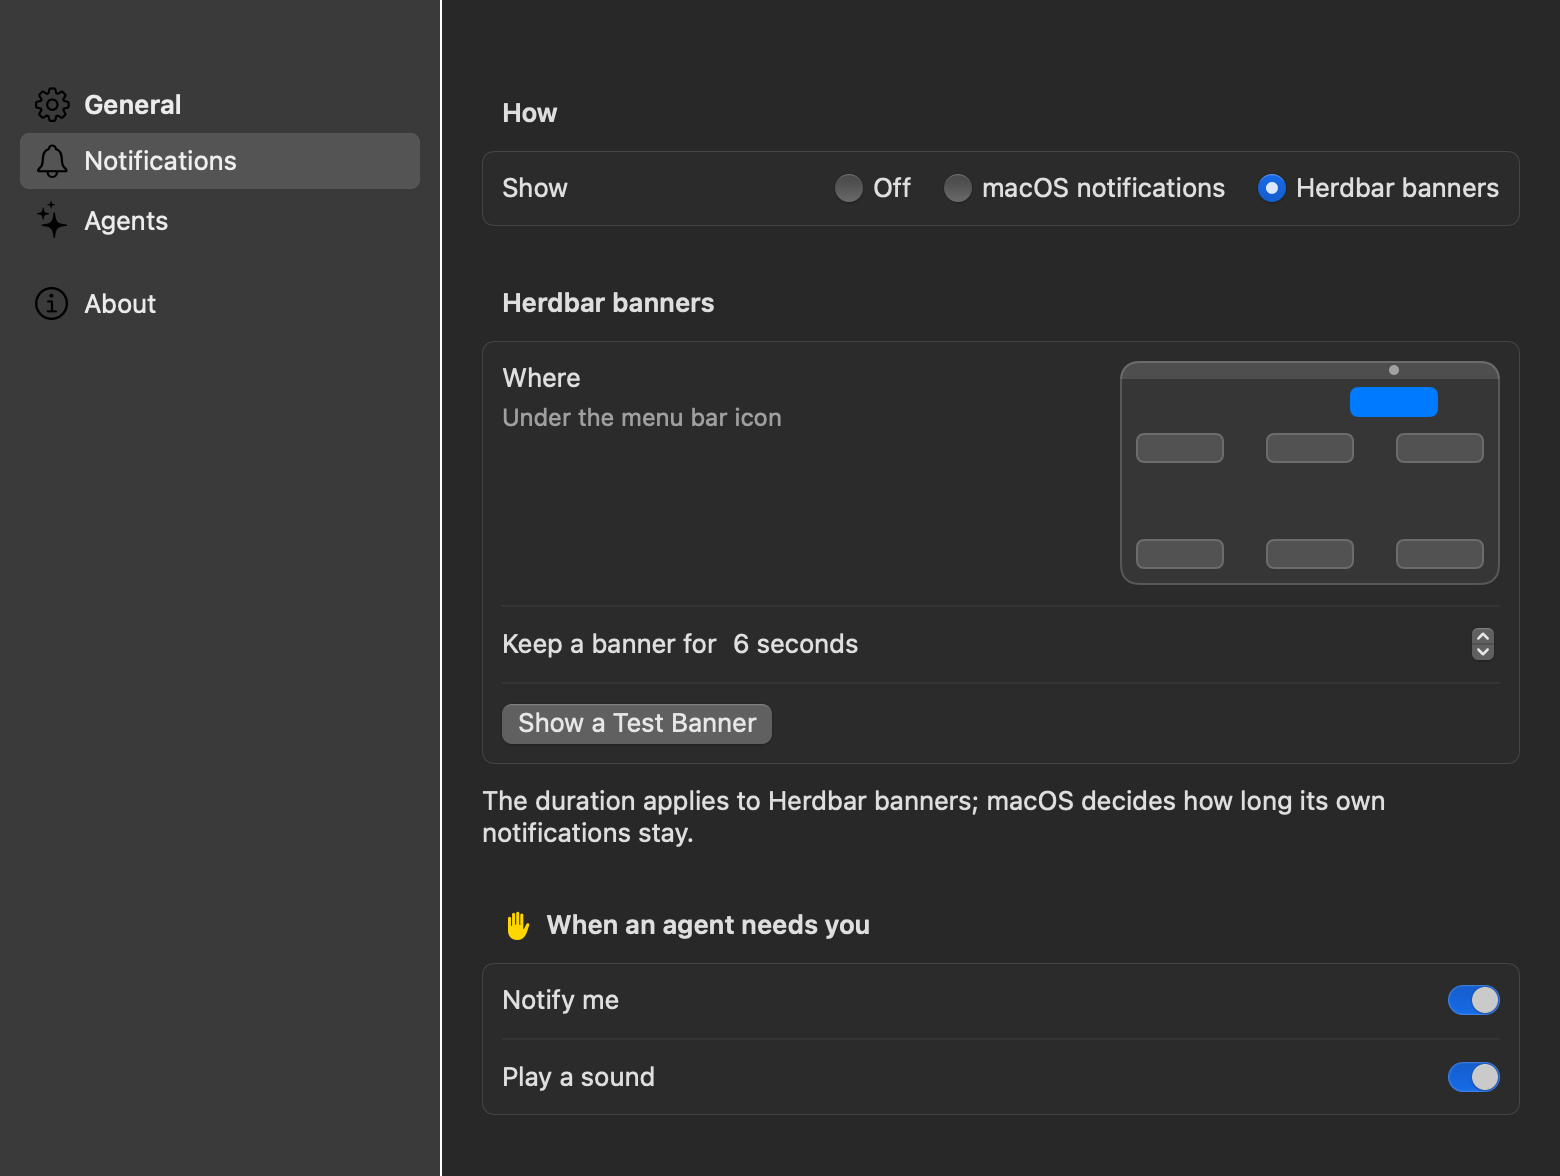 General
Notifications
Agents
About
How
Show
Off
macOS notifications
Herdbar banners
Herdbar banners
Where
Under the menu bar icon
Keep a banner for 6 seconds
Show a Test Banner
The duration applies to Herdbar banners; macOS decides how long its own
notifications stay.
When an agent needs you
Notify me
Play a sound